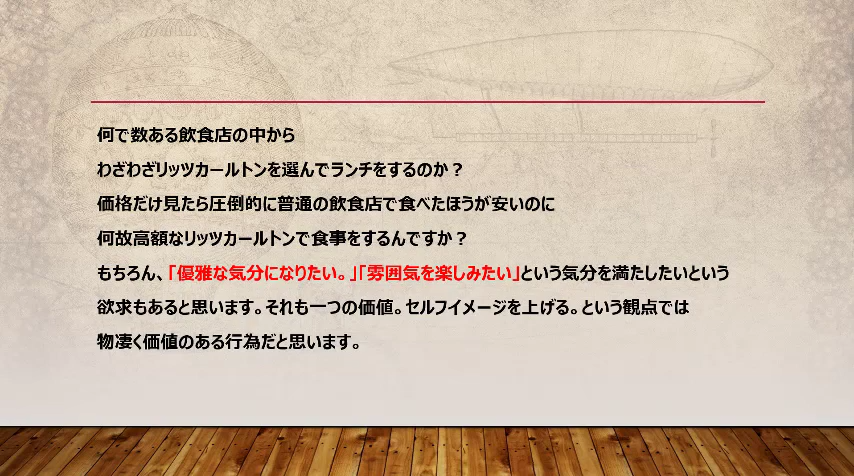 何で数ある飲食店の中から
わざわざリッツカールトンを選んでランチをするのか？
価格だけ見たら圧倒的に普通の飲食店で食べたほうが安いのに
何故高額なリッツカールトンで食事をするんですか？
もちろん、「優雅な気分になりたい。」「雰囲気を楽しみたい」という気分を満たしたいという
欲求もあると思います。それも一つの価値。セルフイメージを上げる。という観点では
物凄く価値のある行為だと思います。